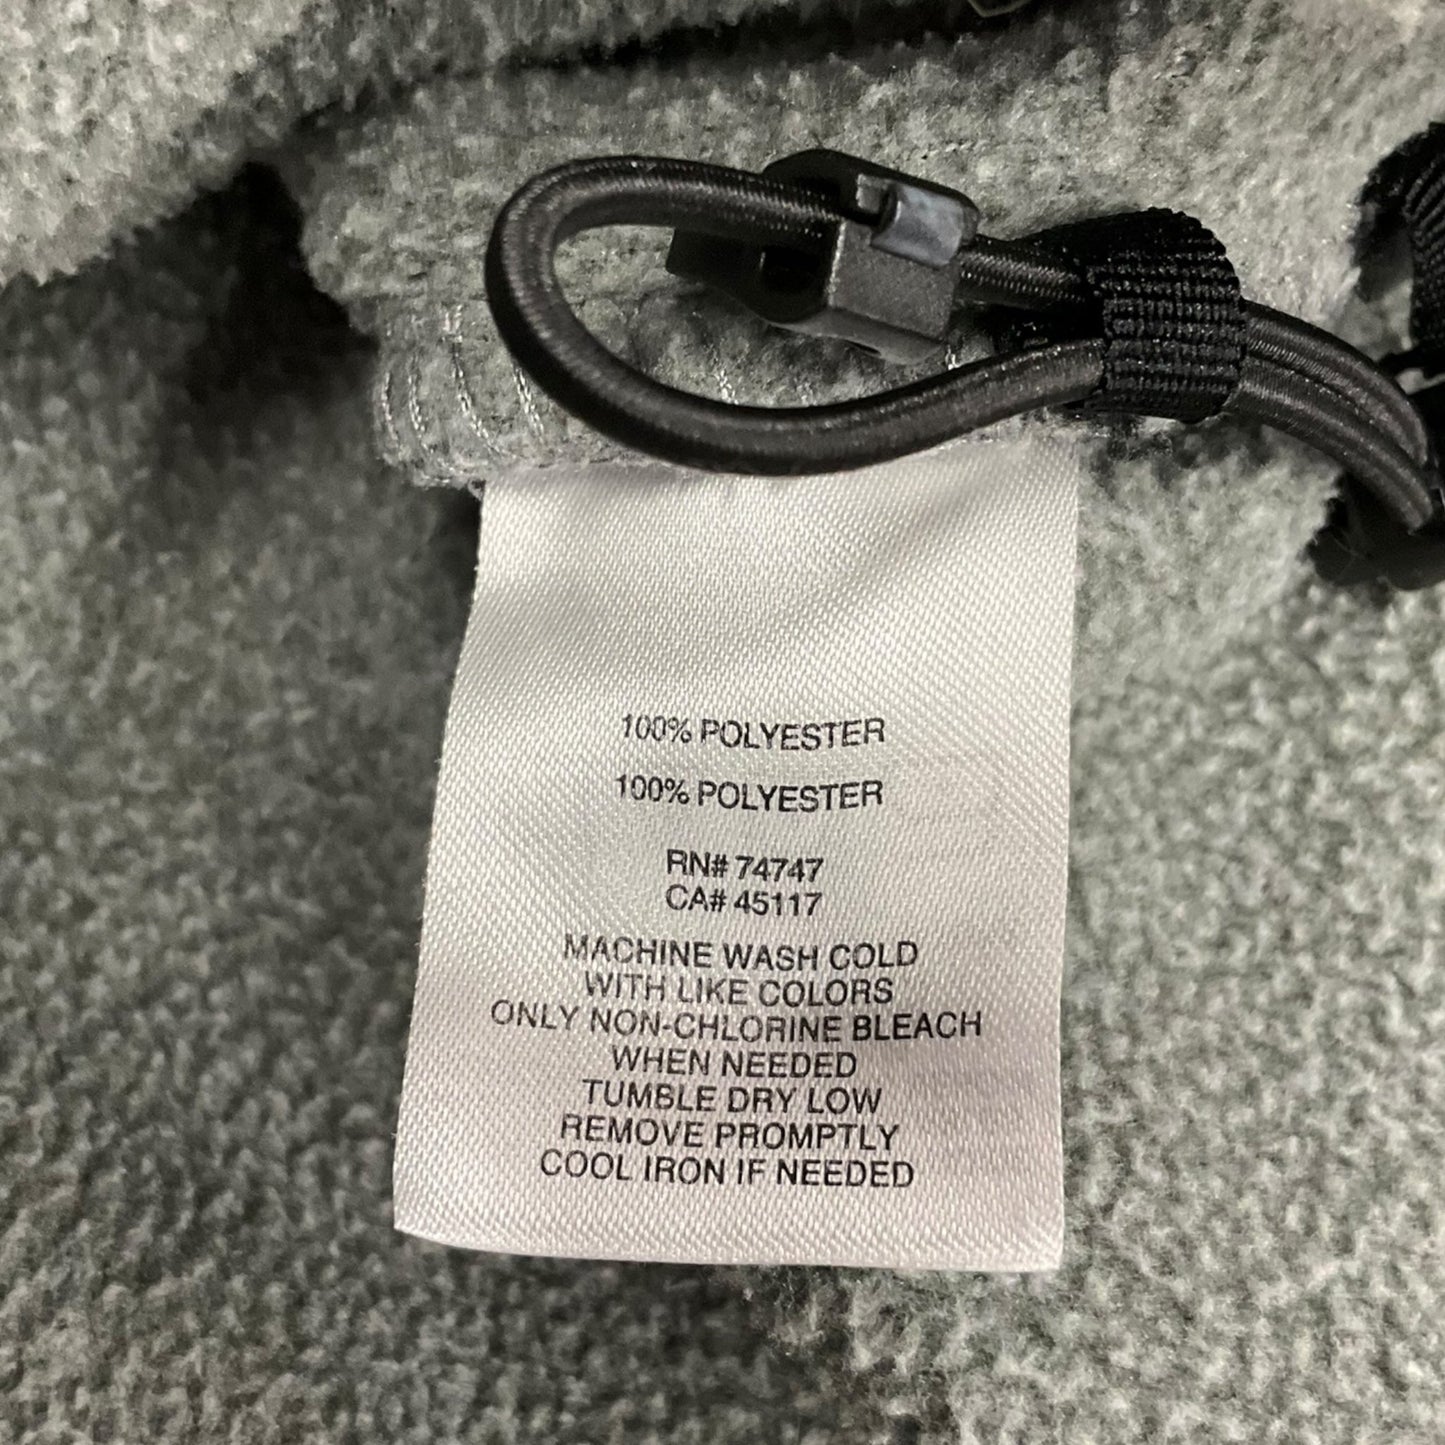 100% POLYESTER
100% POLYESTER
RN# 74747
CA# 45117
MACHINE WASH COLD
WITH LIKE COLORS
ONLY NON-CHLORINE BLEACH
WHEN NEEDED
TUMBLE DRY LOW
REMOVE PROMPTLY
COOL IRON IF NEEDED